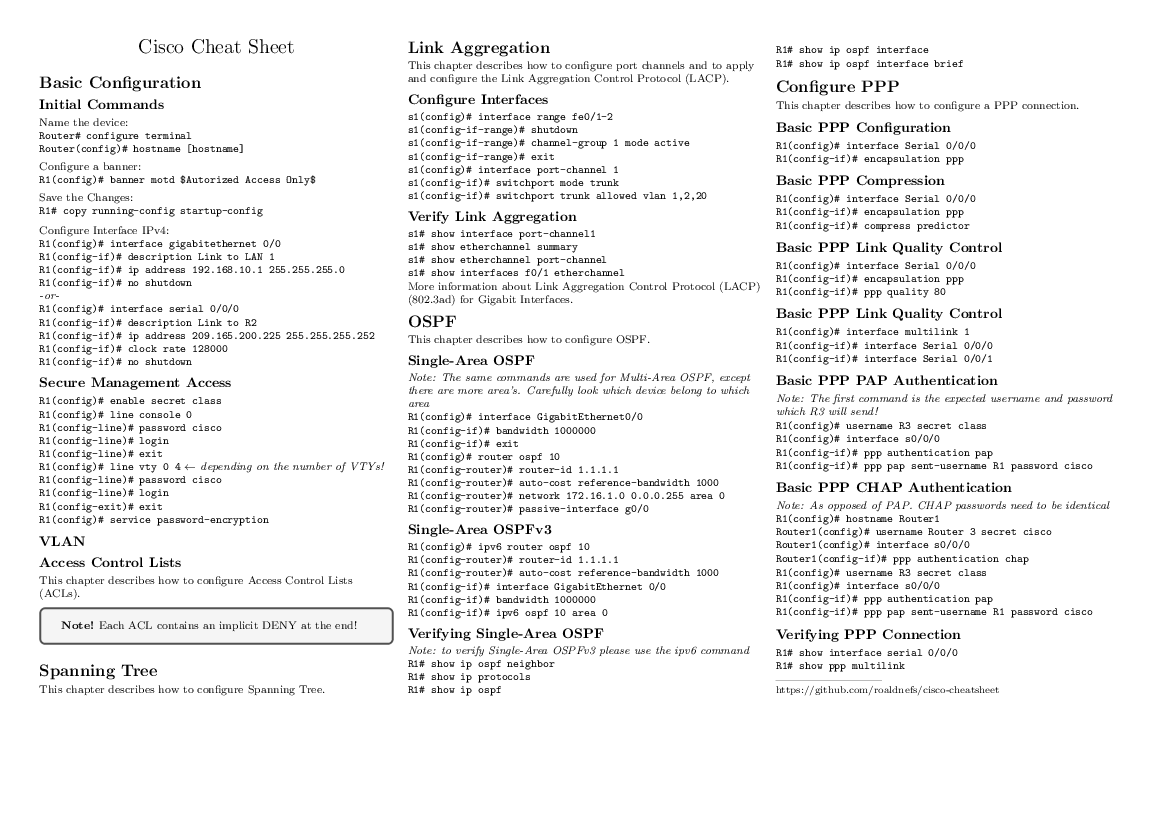 Cisco Cheat Sheet
Basic Configuration
Initial Commands
Name the device:
Router# configure terminal
Router(config)# hostname [hostname]
Configure a banner:
R1(config)# banner motd $Autorized Access Only$
Save the Changes:
R1# copy running-config startup-config
Configure Interface IPv4:
R1(config)# interface gigabitethernet 0/0
R1(config-if)# description Link to LAN 1
R1(config-if)# ip address 192.168.10.1 255.255.255.0
R1(config-if)# no shutdown
-or-
R1(config)# interface serial 0/0/0
R1(config-if)# description Link to R2
R1(config-if)# ip address 209.165.200.225 255.255.255.252
R1(config-if)# clock rate 128000
R1(config-if)# no shutdown
Secure Management Access
R1(config)# enable secret class
R1(config)# line console 0
R1(config-line)# password cisco
R1(config-line)# login
R1(config-line)# exit
R1(config)# line vty 0 4 ← depending on the number of VTYs!
R1(config-line)# password cisco
R1(config-line)# login
R1(config-exit)# exit
R1(config)# service password-encryption
VLAN
Access Control Lists
This chapter describes how to configure Access Control Lists
(ACLs).
Note! Each ACL contains an implicit DENY at the end!
Spanning Tree
This chapter describes how to configure Spanning Tree.
Link Aggregation
This chapter describes how to configure port channels and to apply
and configure the Link Aggregation Control Protocol (LACP).
Configure Interfaces
s1(config)# interface range fe0/1-2
s1(config-if-range)# shutdown
s1(config-if-range)# channel-group 1 mode active
s1(config-if-range)# exit
s1(config)# interface port-channel 1
s1(config-if)# switchport mode trunk
s1(config-if)# switchport trunk allowed vlan 1,2,20
Verify Link Aggregation
s1# show interface port-channel1
s1# show etherchannel summary
s1# show etherchannel port-channel
s1# show interfaces f0/1 etherchannel
More information about Link Aggregation Control Protocol (LACP)
(802.3ad) for Gigabit Interfaces.
OSPF
This chapter describes how to configure OSPF.
Single-Area OSPF
Note: The same commands are used for Multi-Area OSPF, except
there are more area's. Carefully look which device belong to which
area
R1(config)# interface GigabitEthernet0/0
R1(config-if)# bandwidth 1000000
R1(config-if)# exit
R1(config)# router ospf 10
R1(config-router)# router-id 1.1.1.1
R1(config-router)# auto-cost reference-bandwidth 1000
R1(config-router)# network 172.16.1.0 0.0.0.255 area 0
R1(config-router)# passive-interface g0/0
Single-Area OSPFv3
R1(config)# ipv6 router ospf 10
R1(config-router)# router-id 1.1.1.1
R1(config-router)# auto-cost reference-bandwidth 1000
R1(config-if)# interface GigabitEthernet 0/0
R1(config-if)# bandwidth 1000000
R1(config-if)# ipv6 ospf 10 area 0
Verifying Single-Area OSPF
Note: to verify Single-Area OSPFv3 please use the ipv6 command
R1# show ip ospf neighbor
R1# show ip protocols
R1# show ip ospf
R1# show ip ospf interface
R1# show ip ospf interface brief
Configure PPP
This chapter describes how to configure a PPP connection.
Basic PPP Configuration
R1(config)# interface Serial 0/0/0
R1(config-if)# encapsulation ppp
Basic PPP Compression
R1(config)# interface Serial 0/0/0
R1(config-if)# encapsulation ppp
R1(config-if)# compress predictor
Basic PPP Link Quality Control
R1(config)# interface Serial 0/0/0
R1(config-if)# encapsulation ppp
R1(config-if)# ppp quality 80
Basic PPP Link Quality Control
R1(config)# interface multilink 1
R1(config-if)# interface Serial 0/0/0
R1(config-if)# interface Serial 0/0/1
Basic PPP PAP Authentication
Note: The first command is the expected username and password
which R3 will send!
R1(config)# username R3 secret class
R1(config)# interface s0/0/0
R1(config-if)# ppp authentication pap
R1(config-if)# ppp pap sent-username R1 password cisco
Basic PPP CHAP Authentication
Note: As opposed of PAP. CHAP passwords need to be identical
R1(config)# hostname Router1
Router1(config)# username Router 3 secret cisco
Router1(config)# interface s0/0/0
Router1(config-if)# ppp authentication chap
R1(config)# username R3 secret class
R1(config)# interface s0/0/0
R1(config-if)# ppp authentication pap
R1(config-if)# ppp pap sent-username R1 password cisco
Verifying PPP Connection
R1# show interface serial 0/0/0
R1# show ppp multilink
https://github.com/roaldnefs/cisco-cheatsheet